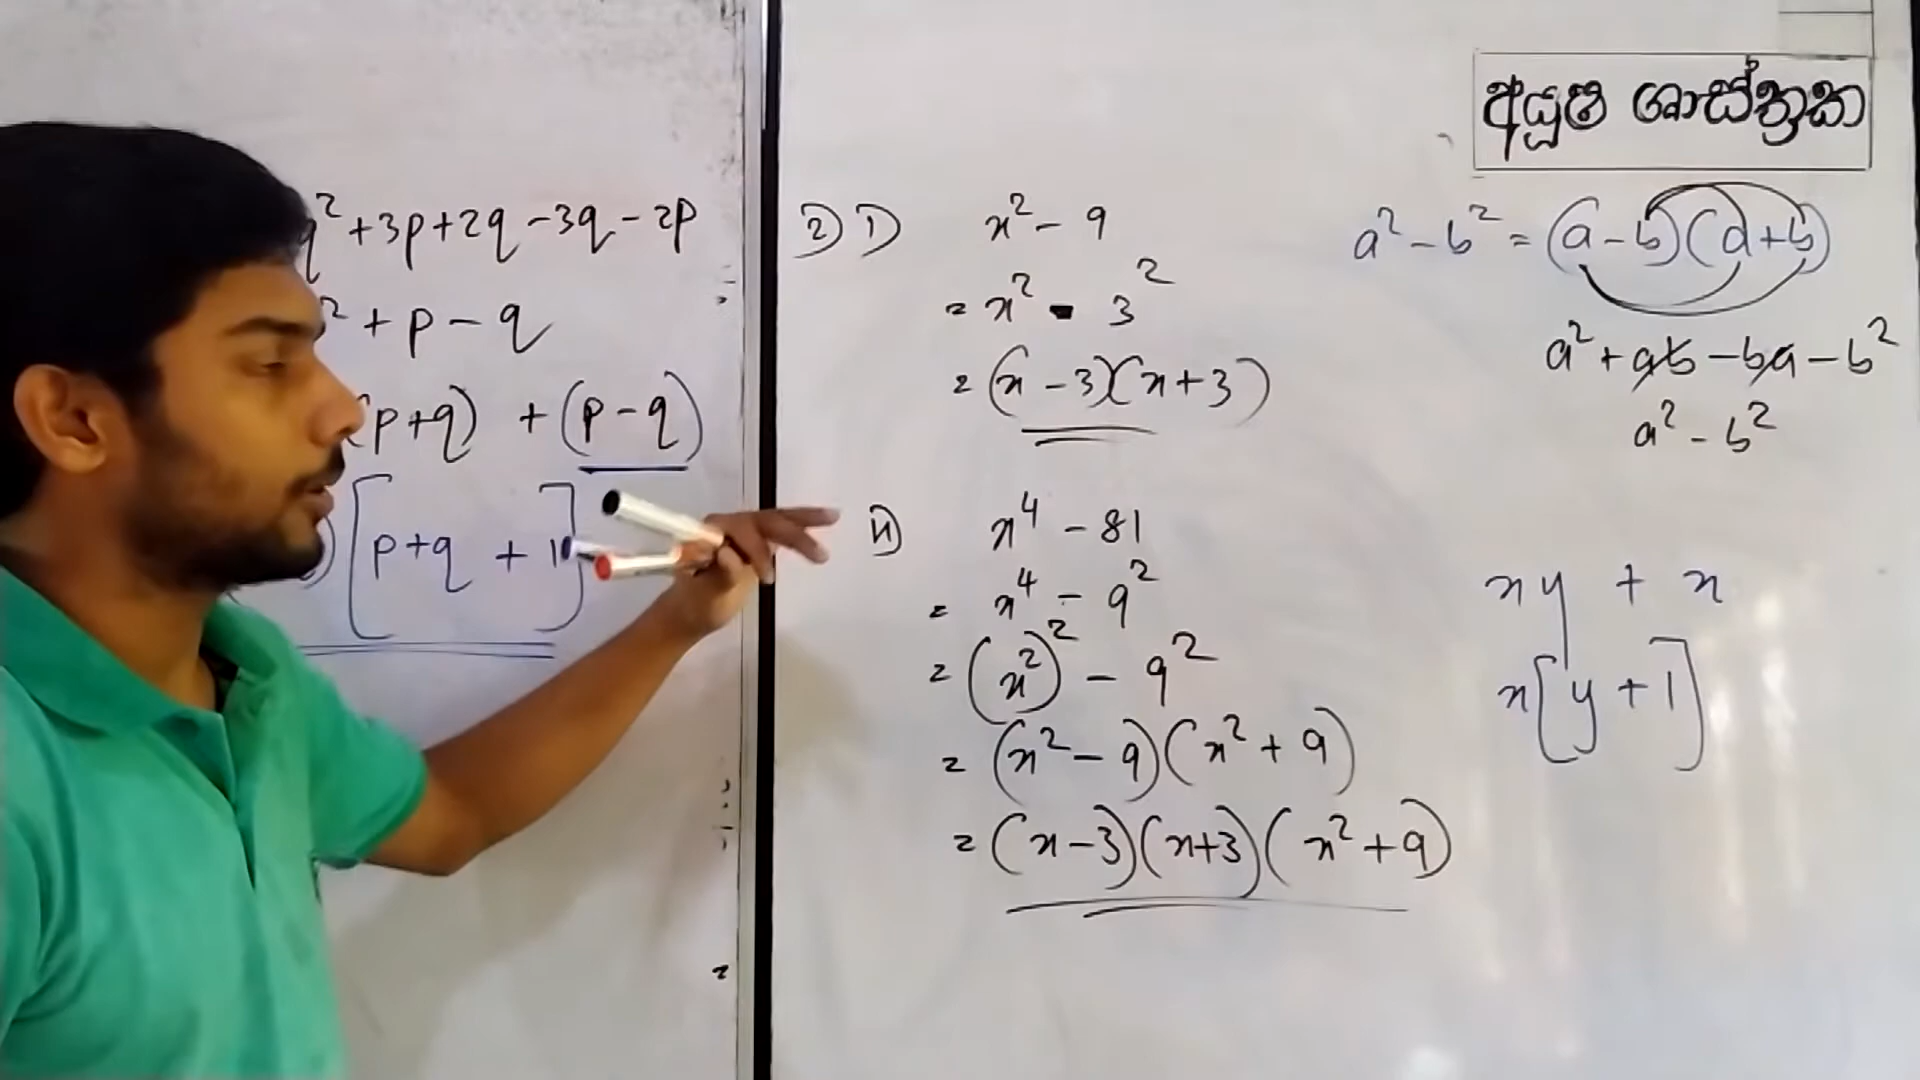 q² + 3p + 2q - 3q - 2p
² + p - q
(p+q) + (p - q)
) [p+q + 1]
2) 1) x² - 9
= x² - 3²
= (x - 3)(x + 3)
11) x⁴ - 81
= x⁴ - 9²
= (x²)² - 9²
= (x² - 9)(x² + 9)
= (x-3)(x+3)(x² + 9)
අයූෂ ශාස්ත්‍රක
a² - b² = (a - b)(a + b)
a² + ab - ba - b²
a² - b²
xy + x
x[y + 1]